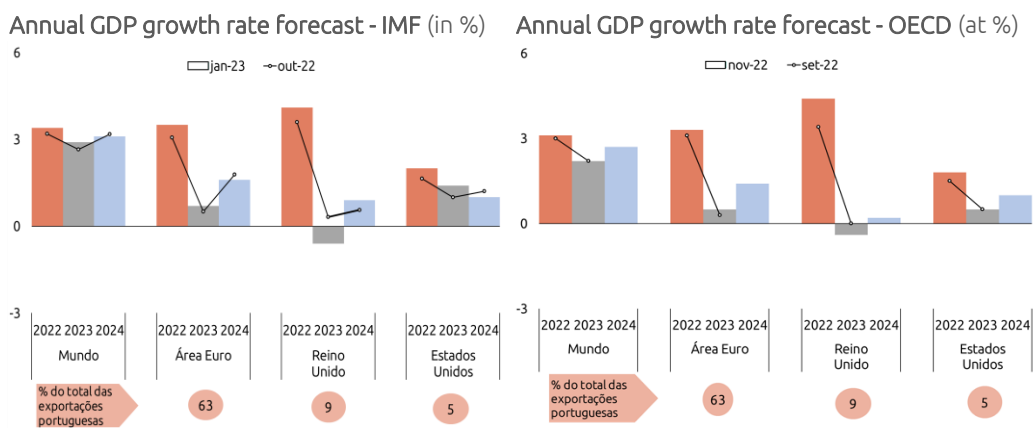 Annual GDP growth rate forecast - IMF (in %)
6
jan-23 out-22
3
0
-3
2022 2023 2024 2022 2023 2024 2022 2023 2024 2022 2023 2024
Mundo Área Euro Reino Unido Estados Unidos
% do total das
exportações
portuguesas
63 9 5
Annual GDP growth rate forecast - OECD (at %)
6
nov-22 set-22
3
0
-3
2022 2023 2024 2022 2023 2024 2022 2023 2024 2022 2023 2024
Mundo Área Euro Reino Unido Estados Unidos
% do total das
exportações
portuguesas
63 9 5